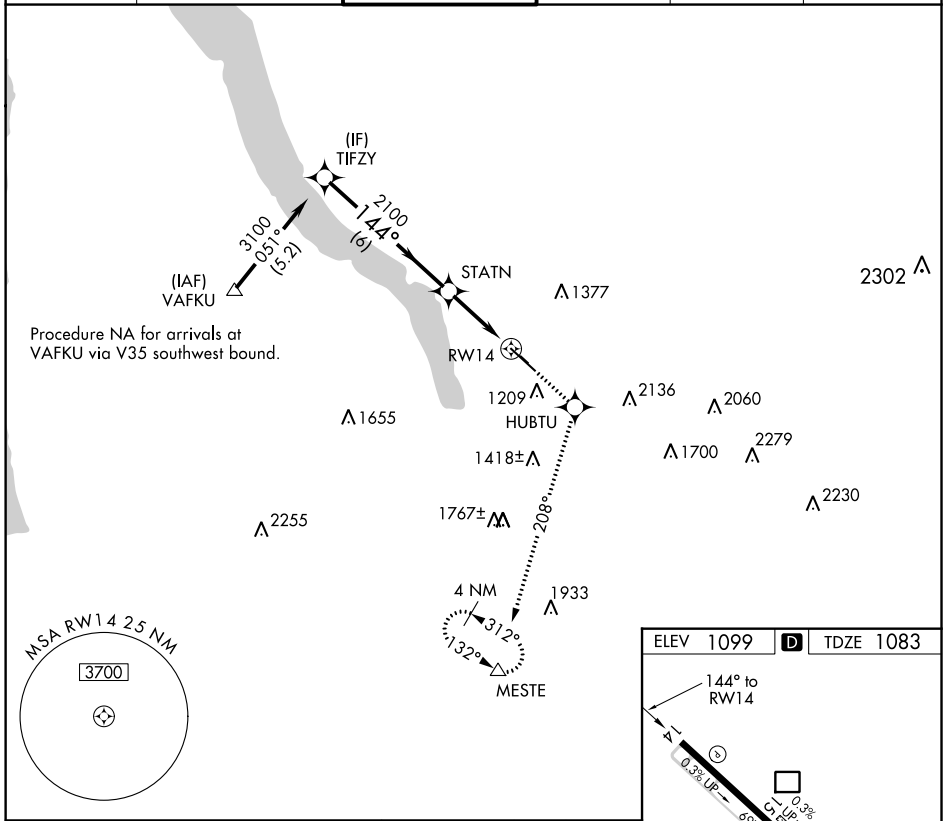 (IF)
TIFZY
2100
144°
(6)
3100
051°
(5.2)
(IAF)
VAFKU
STATN
1377
2302
Procedure NA for arrivals at
VAFKU via V35 southwest bound.
RW14
1209
HUBTU
2136
2060
1655
1418±
1700
2279
2230
2255
1767±
208°
4 NM
1933
312°
132°
MESTE
MSA RW14 25 NM
3700
ELEV 1099 D TDZE 1083
144° to
RW14
14
P
0.3% UP
0.3%
UP